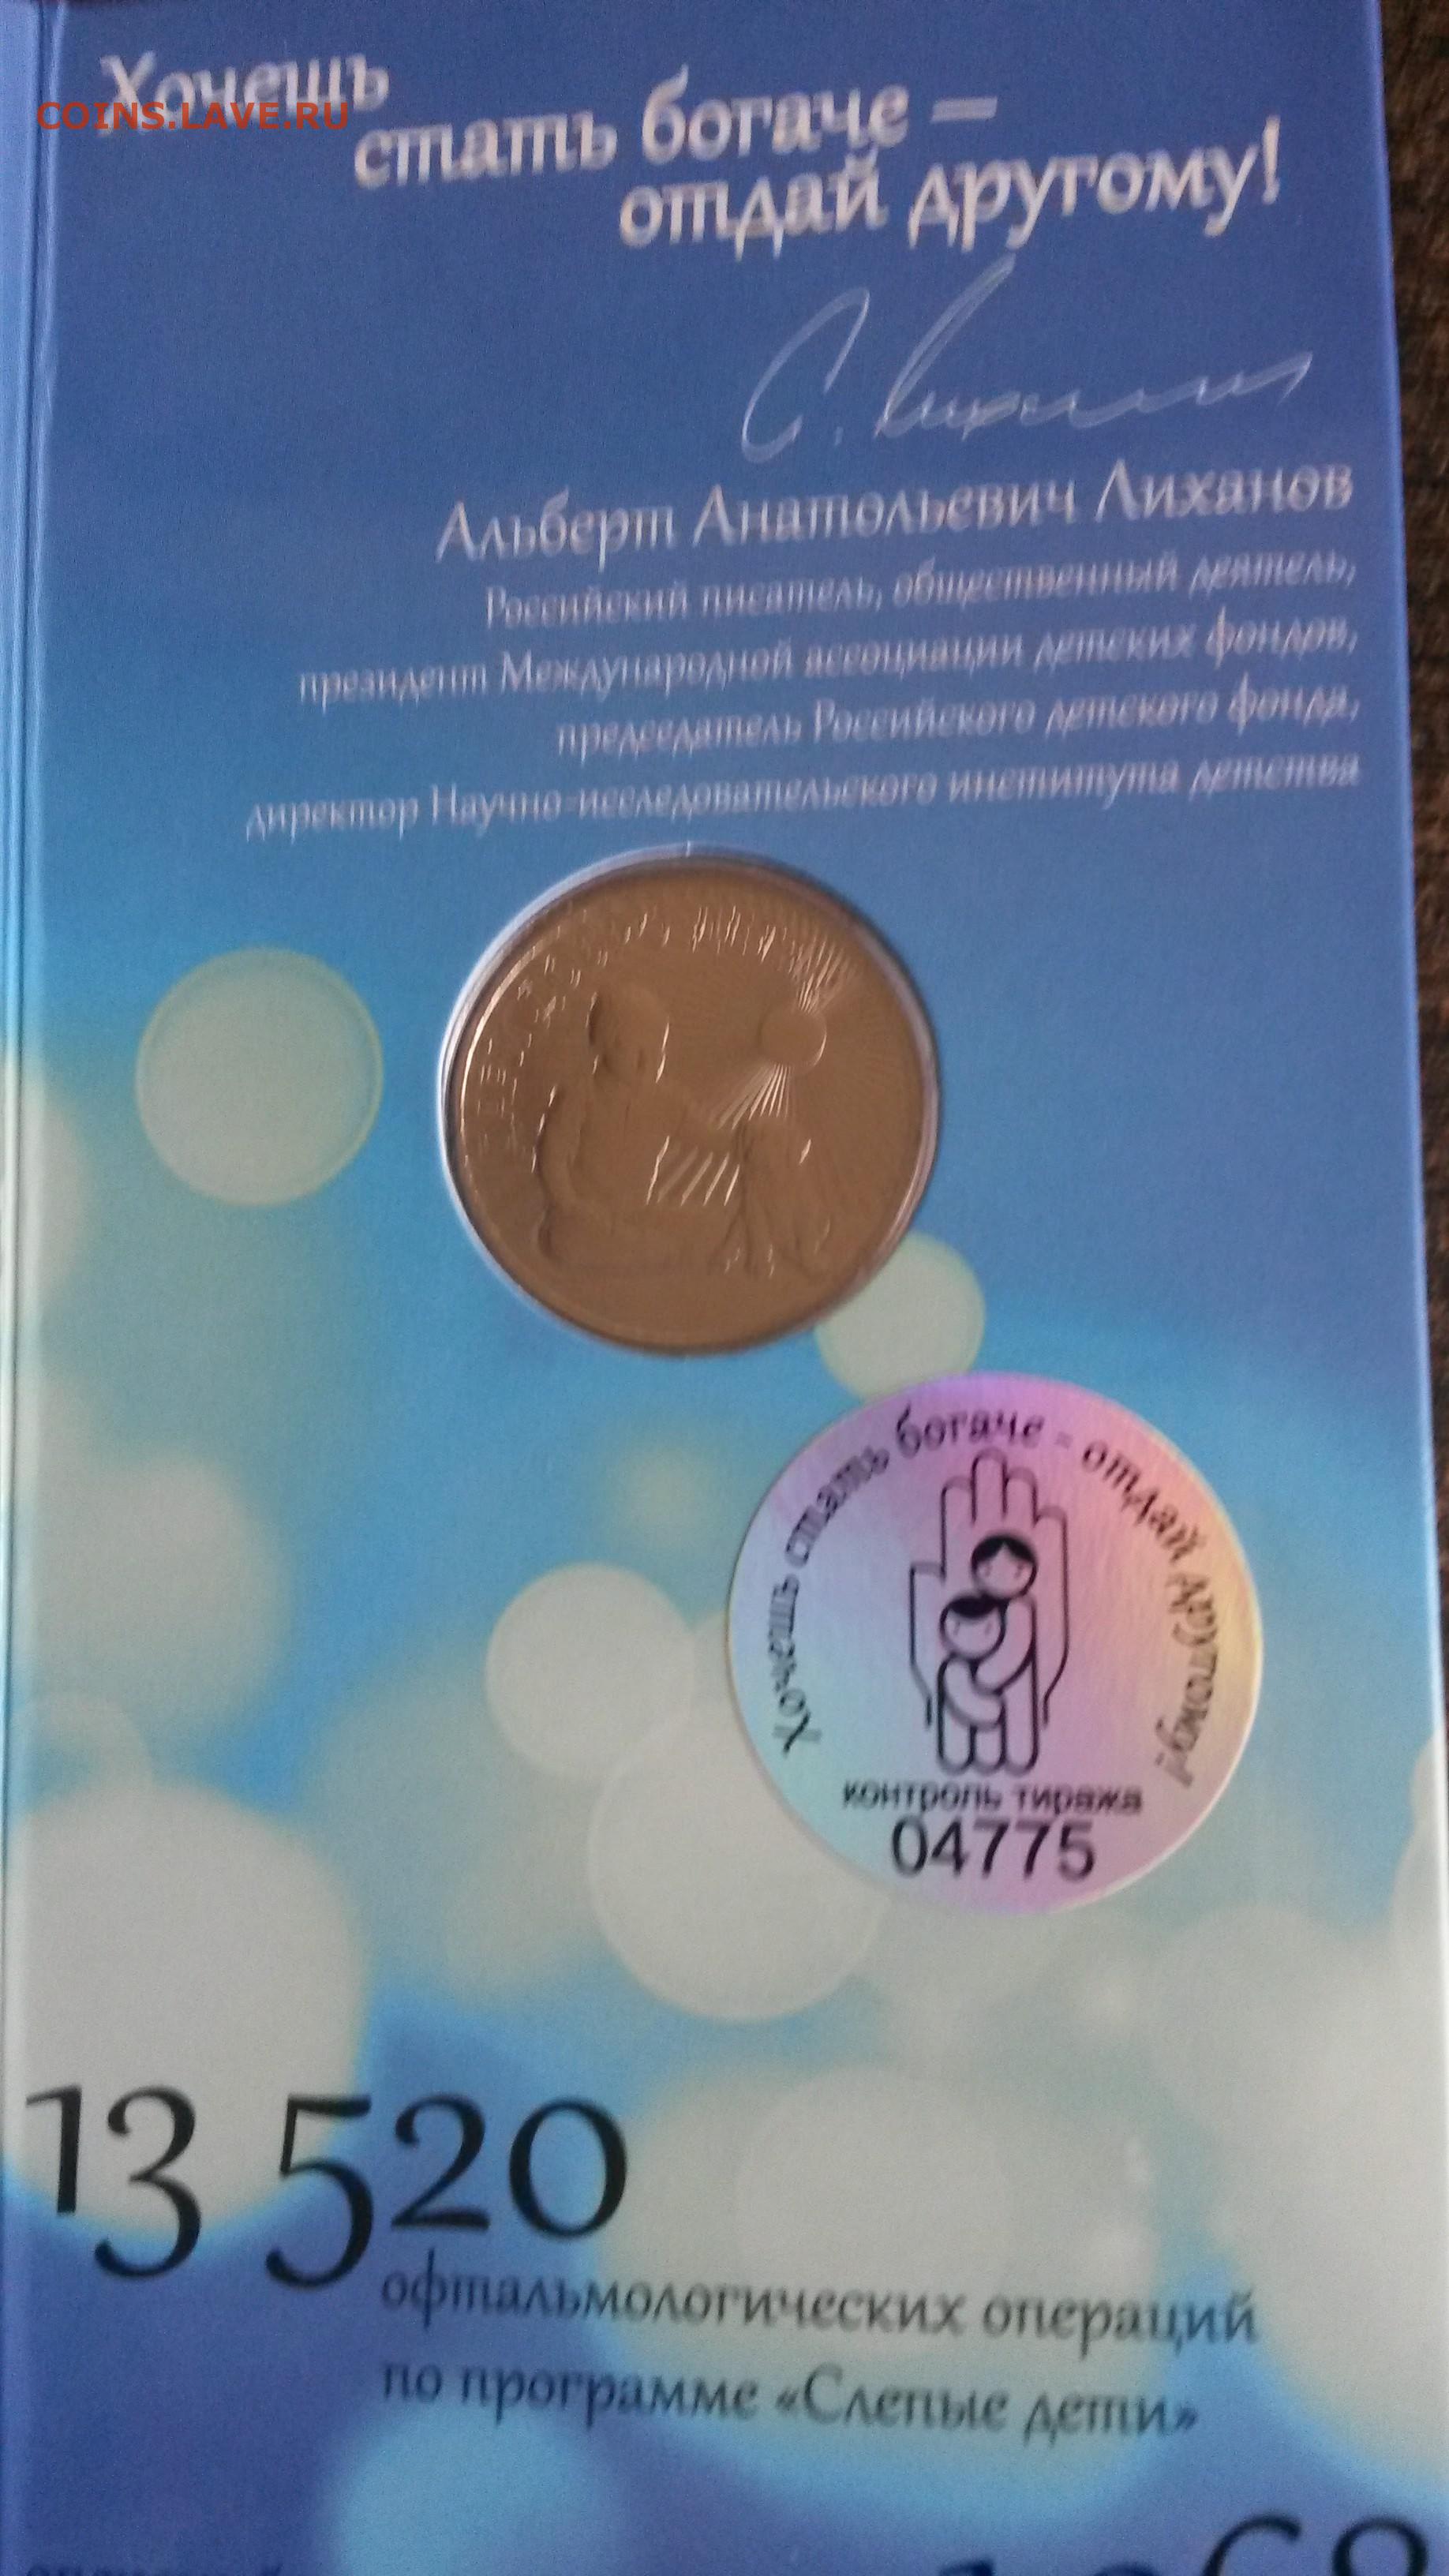 Хочешь
COINS.LAVE.RU
стать богаче –
отдай другому!
Альберт Анатольевич Лиханов
Российский писатель, общественный деятель,
президент Международной ассоциации детских фондов,
председатель Российского детского фонда,
директор Научно-исследовательского института детства
Хочешь стать богаче - отдай другому!
контроль тиража
04775
13 520
офтальмологических операций
по программе «Слепые дети»